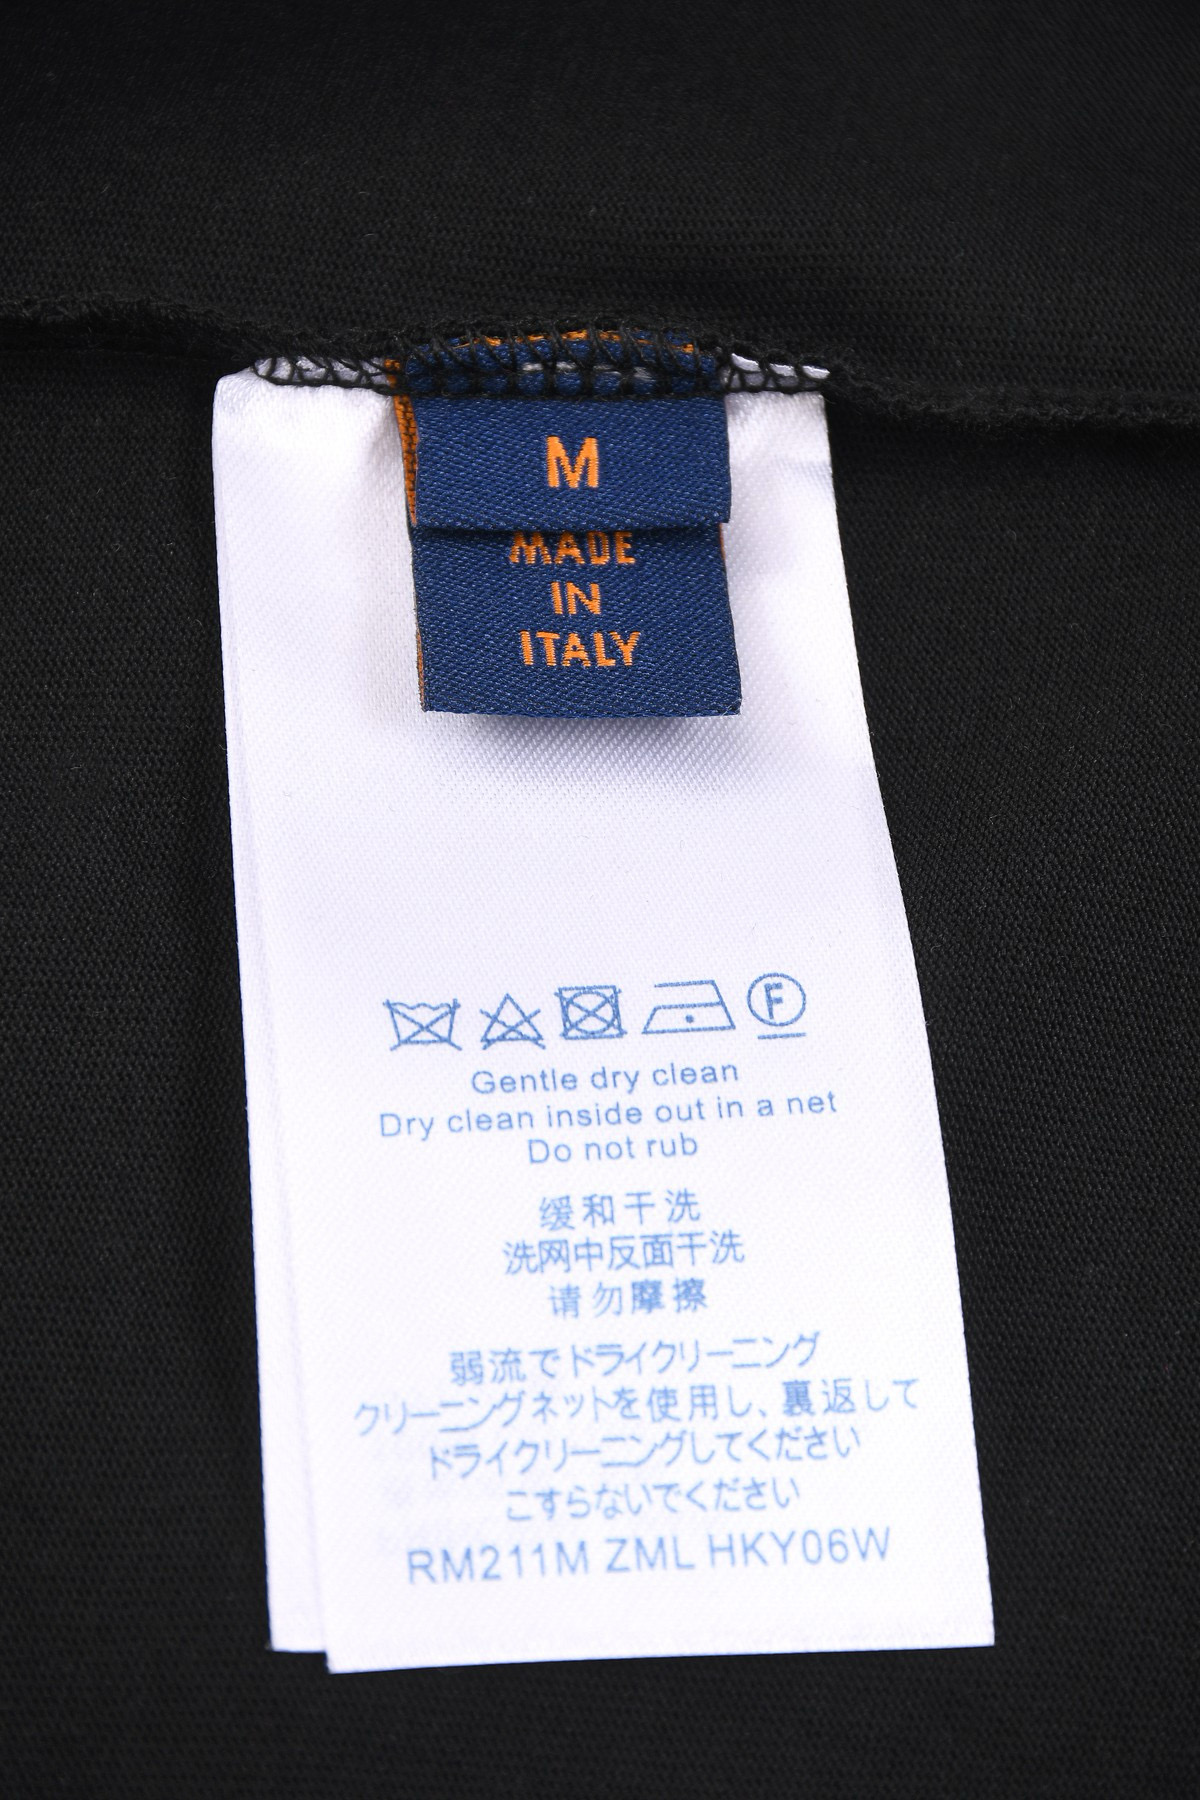 M
MADE
IN
ITALY
F
Gentle dry clean
Dry clean inside out in a net
Do not rub
缓和干洗
洗网中反面干洗
请勿摩擦
弱流でドライクリーニング
クリーニングネットを使用し、裏返して
ドライクリーニングしてください
こすらないでください
RM211M ZML HKY06W